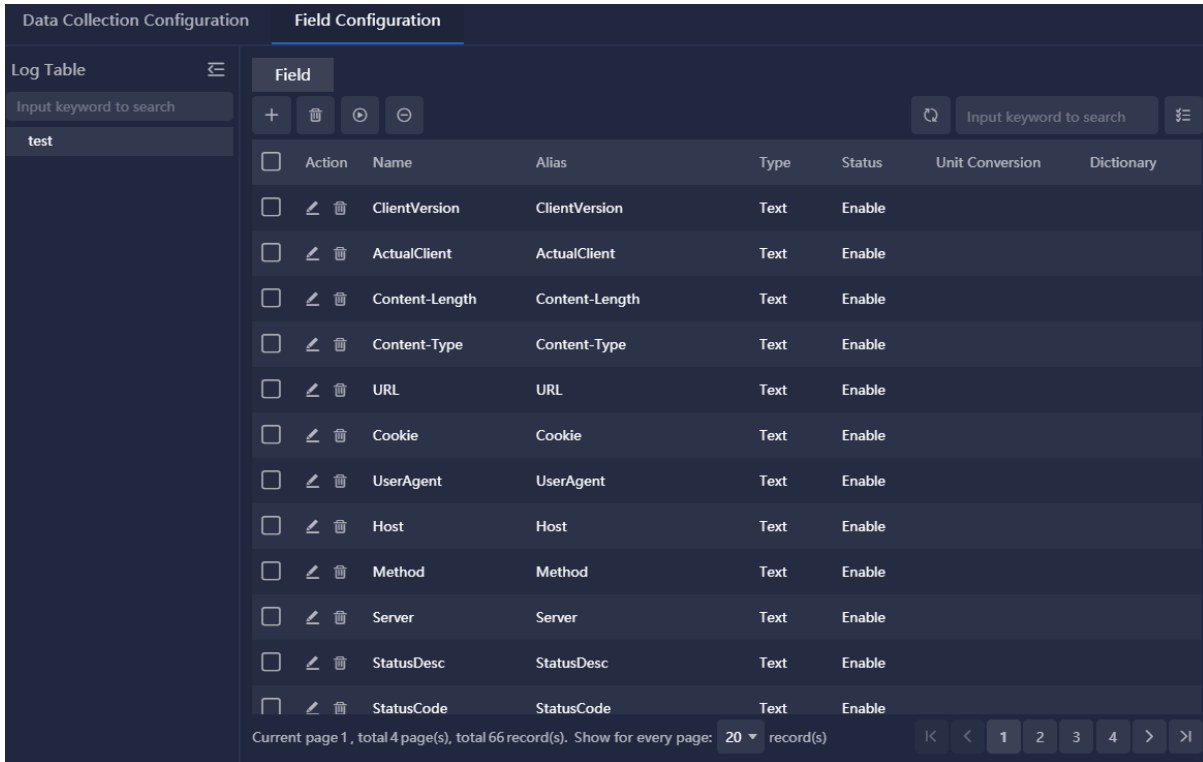 Data Collection Configuration Field Configuration
Log Table
Input keyword to search
test
Field
Input keyword to search
Action Name Alias Type Status Unit Conversion Dictionary
ClientVersion ClientVersion Text Enable
ActualClient ActualClient Text Enable
Content-Length Content-Length Text Enable
Content-Type Content-Type Text Enable
URL URL Text Enable
Cookie Cookie Text Enable
UserAgent UserAgent Text Enable
Host Host Text Enable
Method Method Text Enable
Server Server Text Enable
StatusDesc StatusDesc Text Enable
StatusCode StatusCode Text Enable
Current page 1 , total 4 page(s), total 66 record(s). Show for every page: 20 record(s) 1 2 3 4